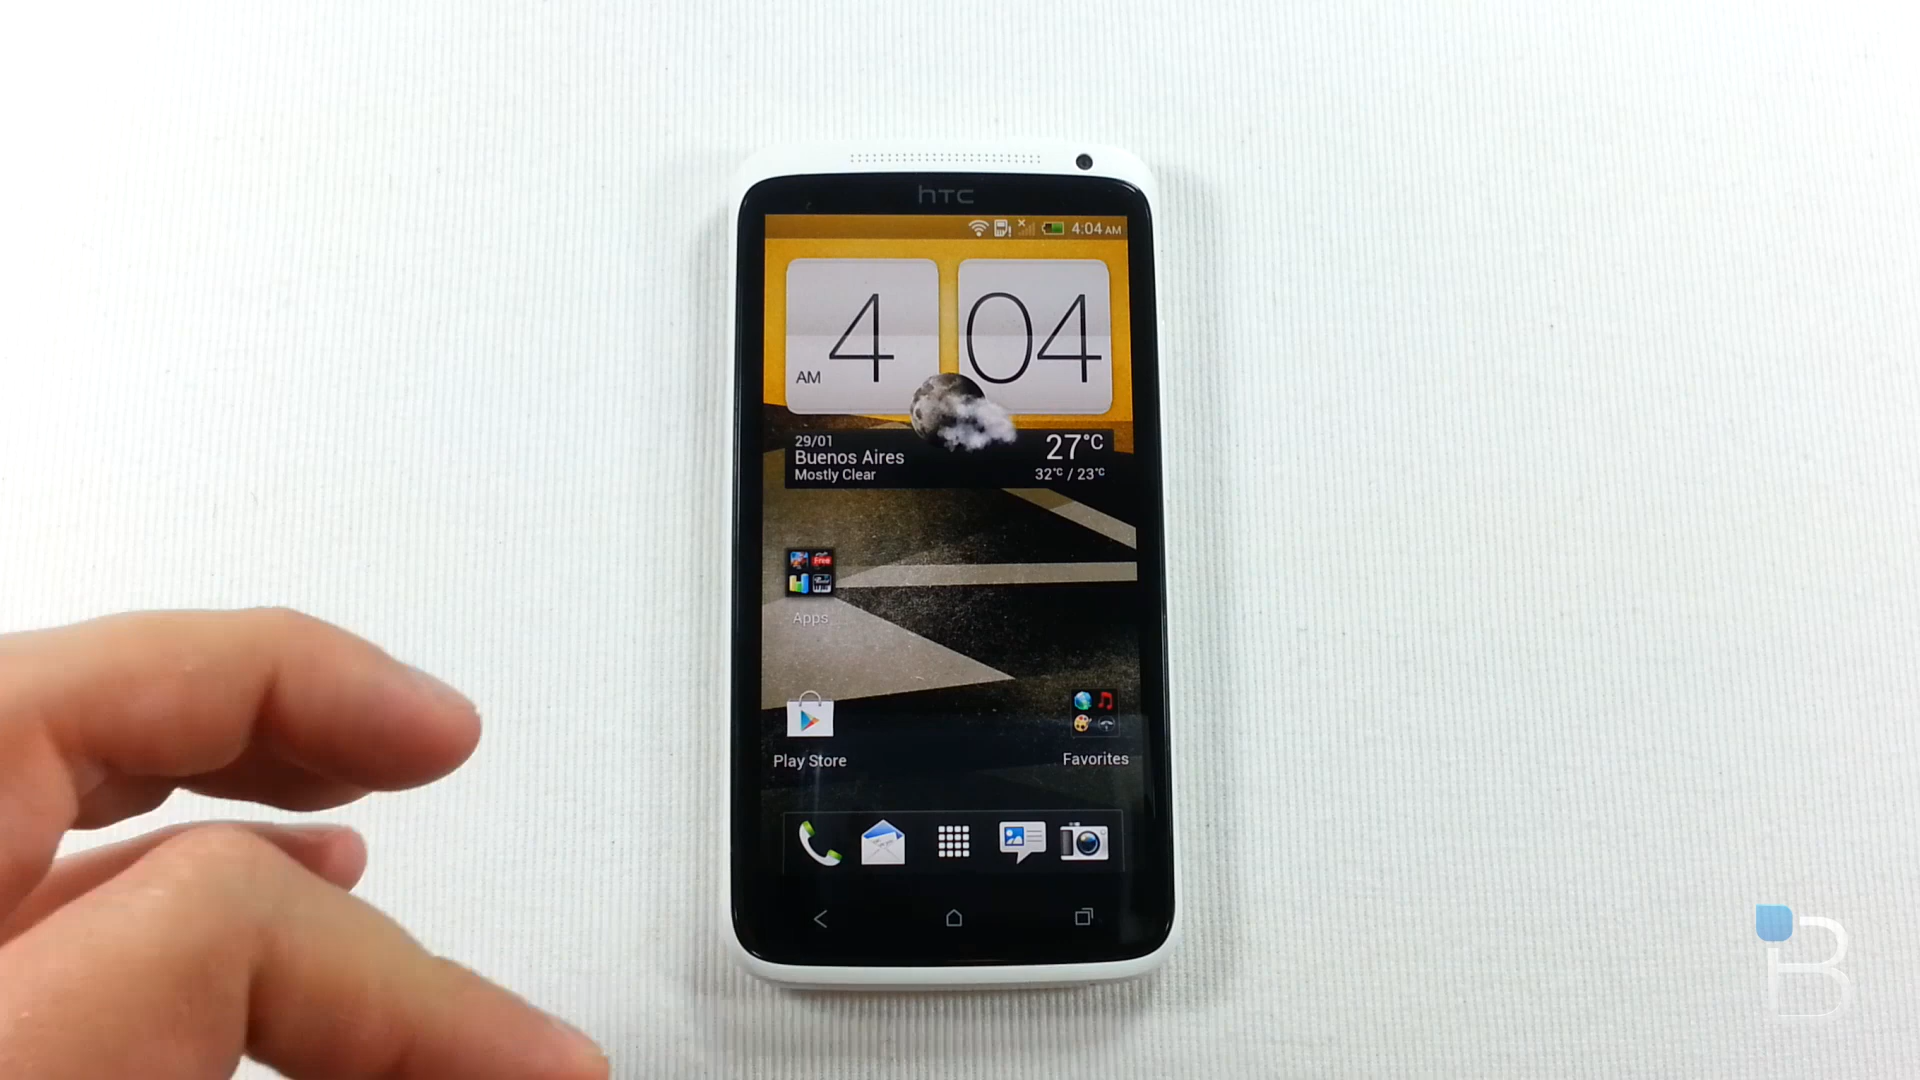 hTC
4:04 AM
4 04
AM
29/01
Buenos Aires
Mostly Clear
27°C
32°C / 23°C
Free
Apps
Play Store
Favorites
B